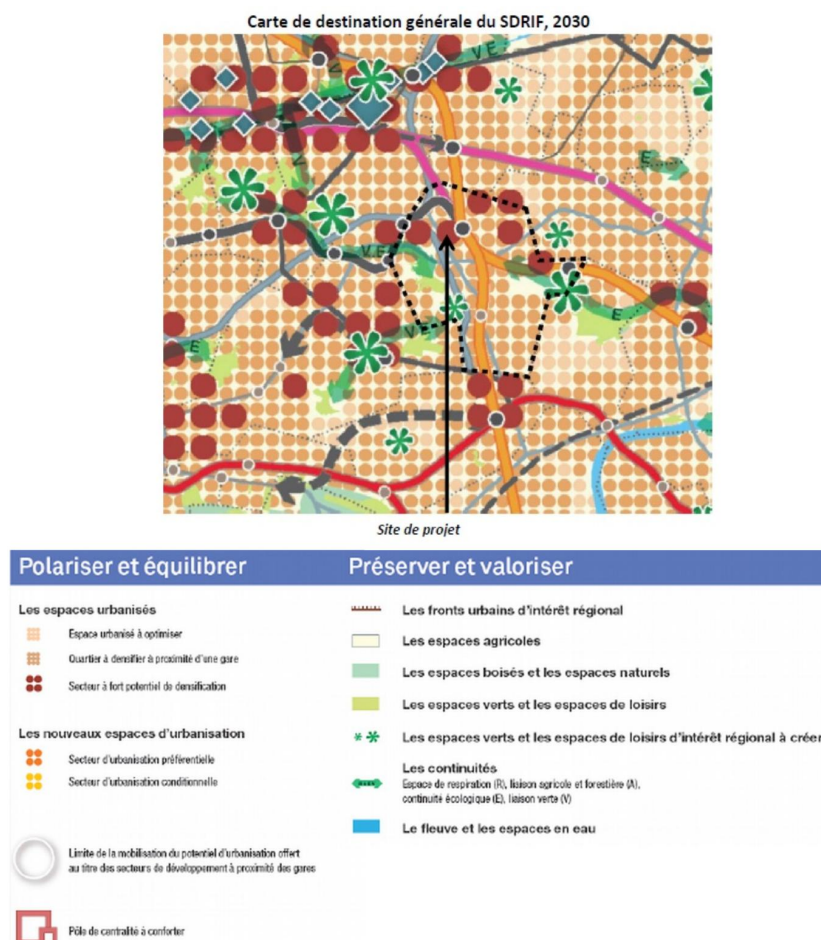 Carte de destination générale du SDRIF, 2030
V E
V
V
E
V E
E
E
V E
E
Site de projet
Polariser et équilibrer
Les espaces urbanisés
Espace urbanisé à optimiser
Quartier à densifier à proximité d'une gare
Secteur à fort potentiel de densification
Les nouveaux espaces d'urbanisation
Secteur d'urbanisation préférentielle
Secteur d'urbanisation conditionnelle
Limite de la mobilisation du potentiel d'urbanisation offert
au titre des secteurs de développement à proximité des gares
Pôle de centralité à conforter
Préserver et valoriser
Les fronts urbains d'intérêt régional
Les espaces agricoles
Les espaces boisés et les espaces naturels
Les espaces verts et les espaces de loisirs
Les espaces verts et les espaces de loisirs d'intérêt régional à créer
Les continuités
Espace de respiration (R), liaison agricole et forestière (A),
continuité écologique (E), liaison verte (V)
Le fleuve et les espaces en eau